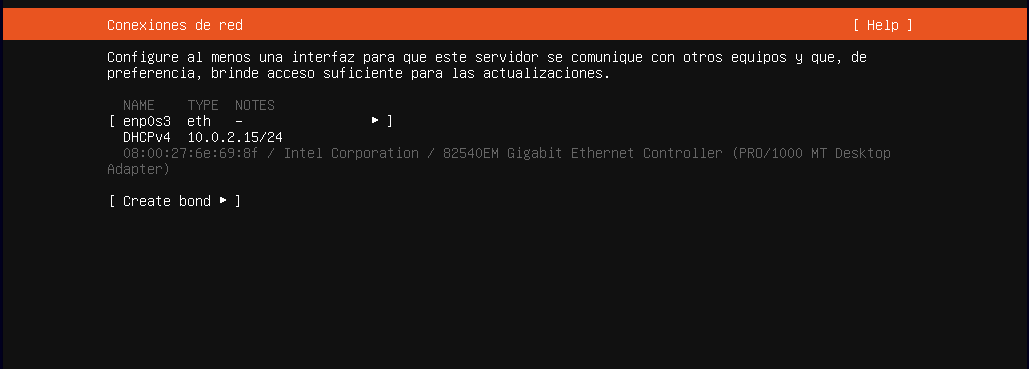 Conexiones de red [ Help ]
Configure al menos una interfaz para que este servidor se comunique con otros equipos y que, de
preferencia, brinde acceso suficiente para las actualizaciones.
NAME TYPE NOTES
[ enp0s3 eth - ▸ ]
DHCPv4 10.0.2.15/24
08:00:27:6e:69:8f / Intel Corporation / 82540EM Gigabit Ethernet Controller (PRO/1000 MT Desktop
Adapter)
[ Create bond ▸ ]